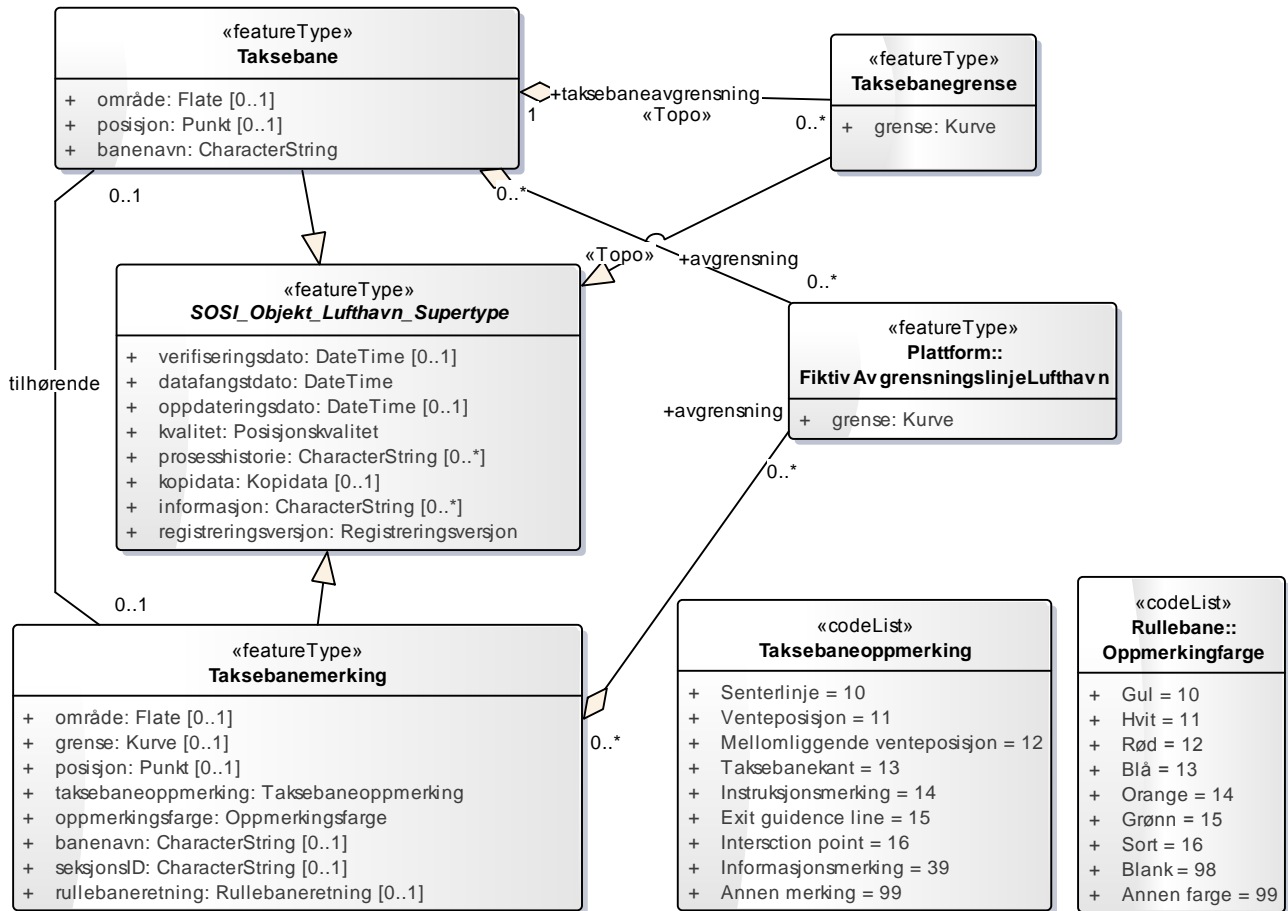 «featureType»
Taksebane
+ område: Flate [0..1]
+ posisjon: Punkt [0..1]
+ banenavn: CharacterString
«featureType»
Taksebanegrense
+ grense: Kurve
+taksebaneavgrensning
1
«Topo»
0..*
0..1
0..*
«Topo»
+avgrensning
0..*
«featureType»
SOSI_Objekt_Lufthavn_Supertype
+ verifiseringsdato: DateTime [0..1]
+ datafangstdato: DateTime
+ oppdateringsdato: DateTime [0..1]
+ kvalitet: Posisjonskvalitet
+ prosesshistorie: CharacterString [0..*]
+ kopidata: Kopidata [0..1]
+ informasjon: CharacterString [0..*]
+ registreringsversjon: Registreringsversjon
«featureType»
Plattform::
FiktivAvgrensningslinjeLufthavn
+ grense: Kurve
tilhørende
+avgrensning
0..*
0..1
0..*
«featureType»
Taksebanemerking
+ område: Flate [0..1]
+ grense: Kurve [0..1]
+ posisjon: Punkt [0..1]
+ taksebaneoppmerking: Taksebaneoppmerking
+ oppmerkingsfarge: Oppmerkingsfarge
+ banenavn: CharacterString [0..1]
+ seksjonsID: CharacterString [0..1]
+ rullebaneretning: Rullebaneretning [0..1]
«codeList»
Taksebaneoppmerking
+ Senterlinje = 10
+ Venteposisjon = 11
+ Mellomliggende venteposisjon = 12
+ Taksebanekant = 13
+ Instruksjonsmerking = 14
+ Exit guidence line = 15
+ Intersction point = 16
+ Informasjonsmerking = 39
+ Annen merking = 99
«codeList»
Rullebane::
Oppmerkingfarge
+ Gul = 10
+ Hvit = 11
+ Rød = 12
+ Blå = 13
+ Orange = 14
+ Grønn = 15
+ Sort = 16
+ Blank = 98
+ Annen farge = 99